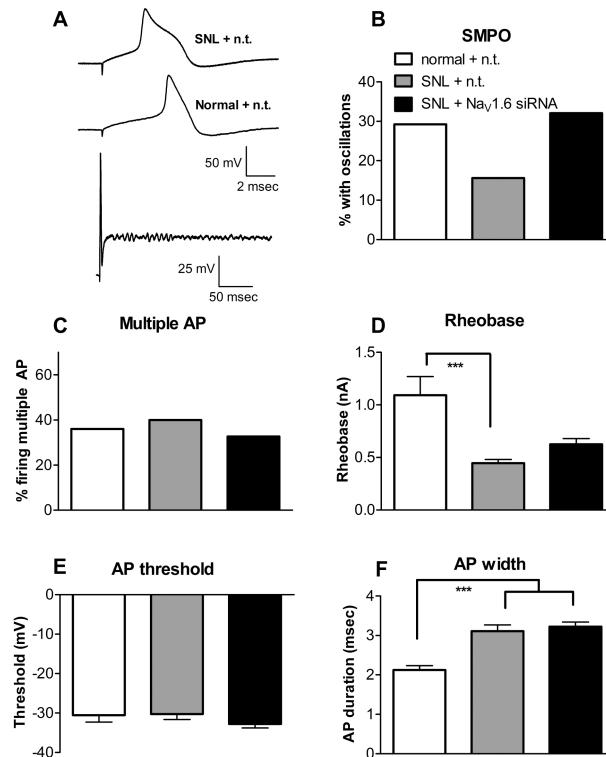 A
SNL + n.t.
Normal + n.t.
50 mV
2 msec
25 mV
50 msec
B
SMPO
normal + n.t.
SNL + n.t.
SNL + NaV1.6 siRNA
% with oscillations
40
30
20
10
0
C
Multiple AP
% firing multiple AP
60
40
20
0
D
Rheobase
Rheobase (nA)
1.5
1.0
0.5
0.0
***
E
AP threshold
Threshold (mV)
0
-10
-20
-30
-40
F
AP width
AP duration (msec)
4
3
2
1
0
***